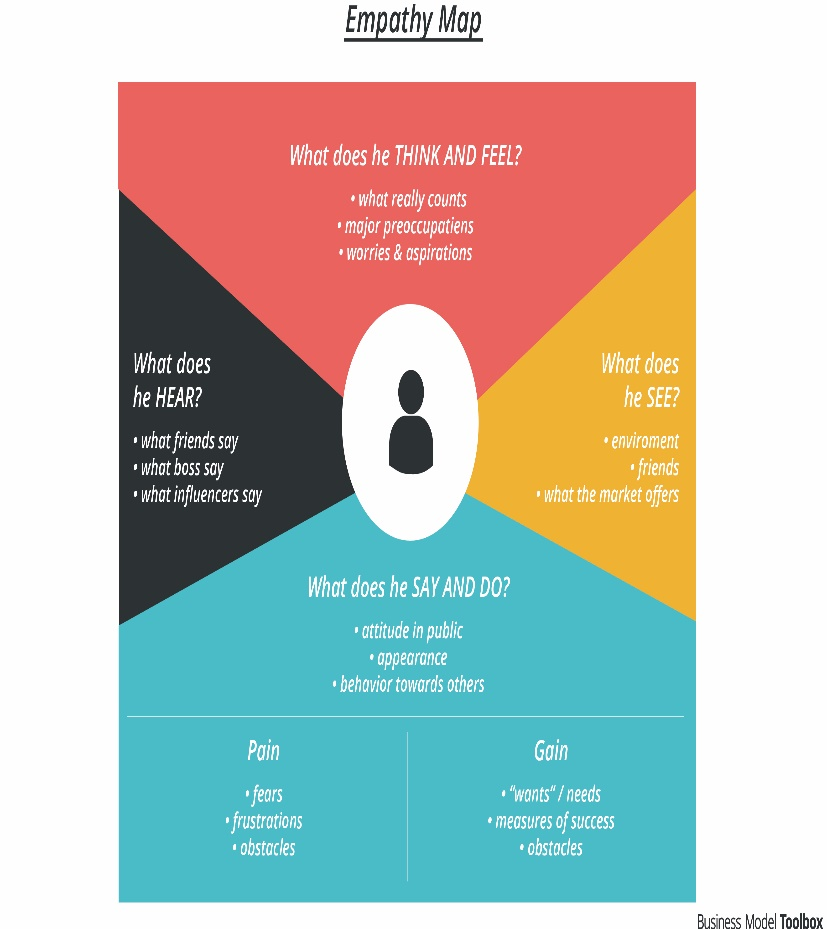 Empathy Map
What does he THINK AND FEEL?
• what really counts
• major preoccupatiens
• worries & aspirations
What does
he HEAR?
• what friends say
• what boss say
• what influencers say
What does
he SEE?
• enviroment
• friends
• what the market offers
What does he SAY AND DO?
• attitude in public
• appearance
• behavior towards others
Pain
• fears
• frustrations
• obstacles
Gain
• "wants" / needs
• measures of success
• obstacles
Business Model Toolbox